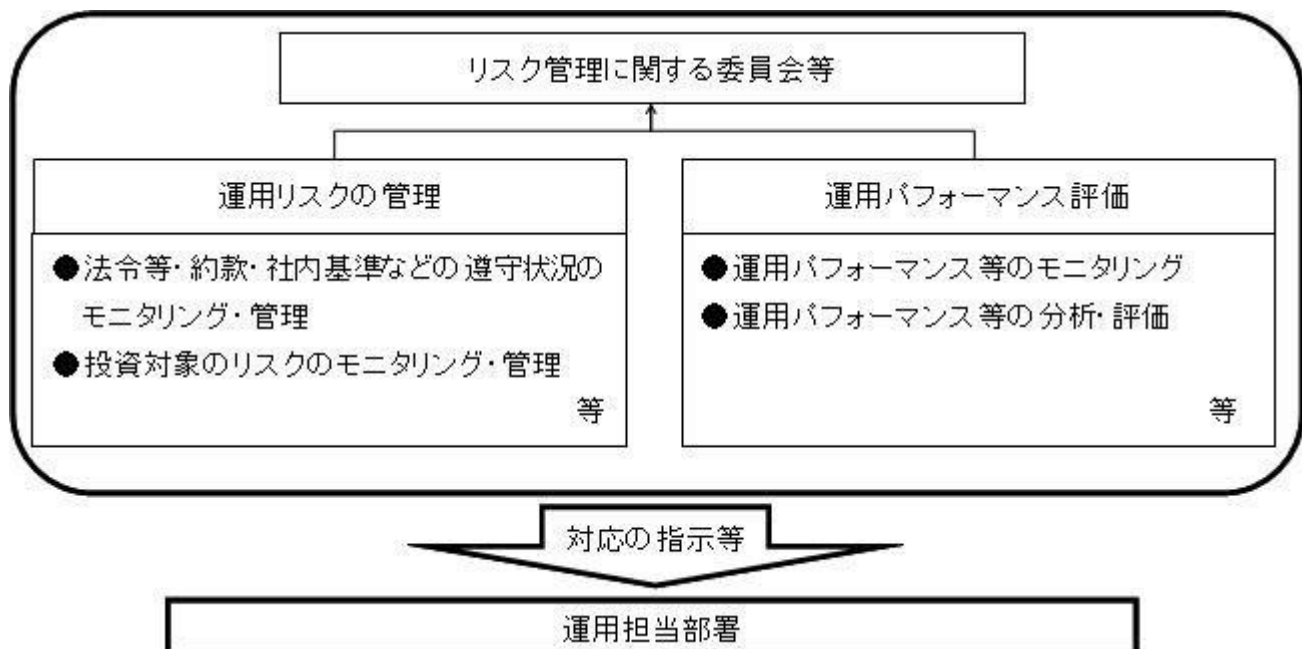 リスク管理に関する委員会等
運用リスクの管理
●法令等・約款・社内基準などの遵守状況の
モニタリング・管理
●投資対象のリスクのモニタリング・管理
等
運用パフォーマンス評価
●運用パフォーマンス等のモニタリング
●運用パフォーマンス等の分析・評価
等
対応の指示等
運用担当部署